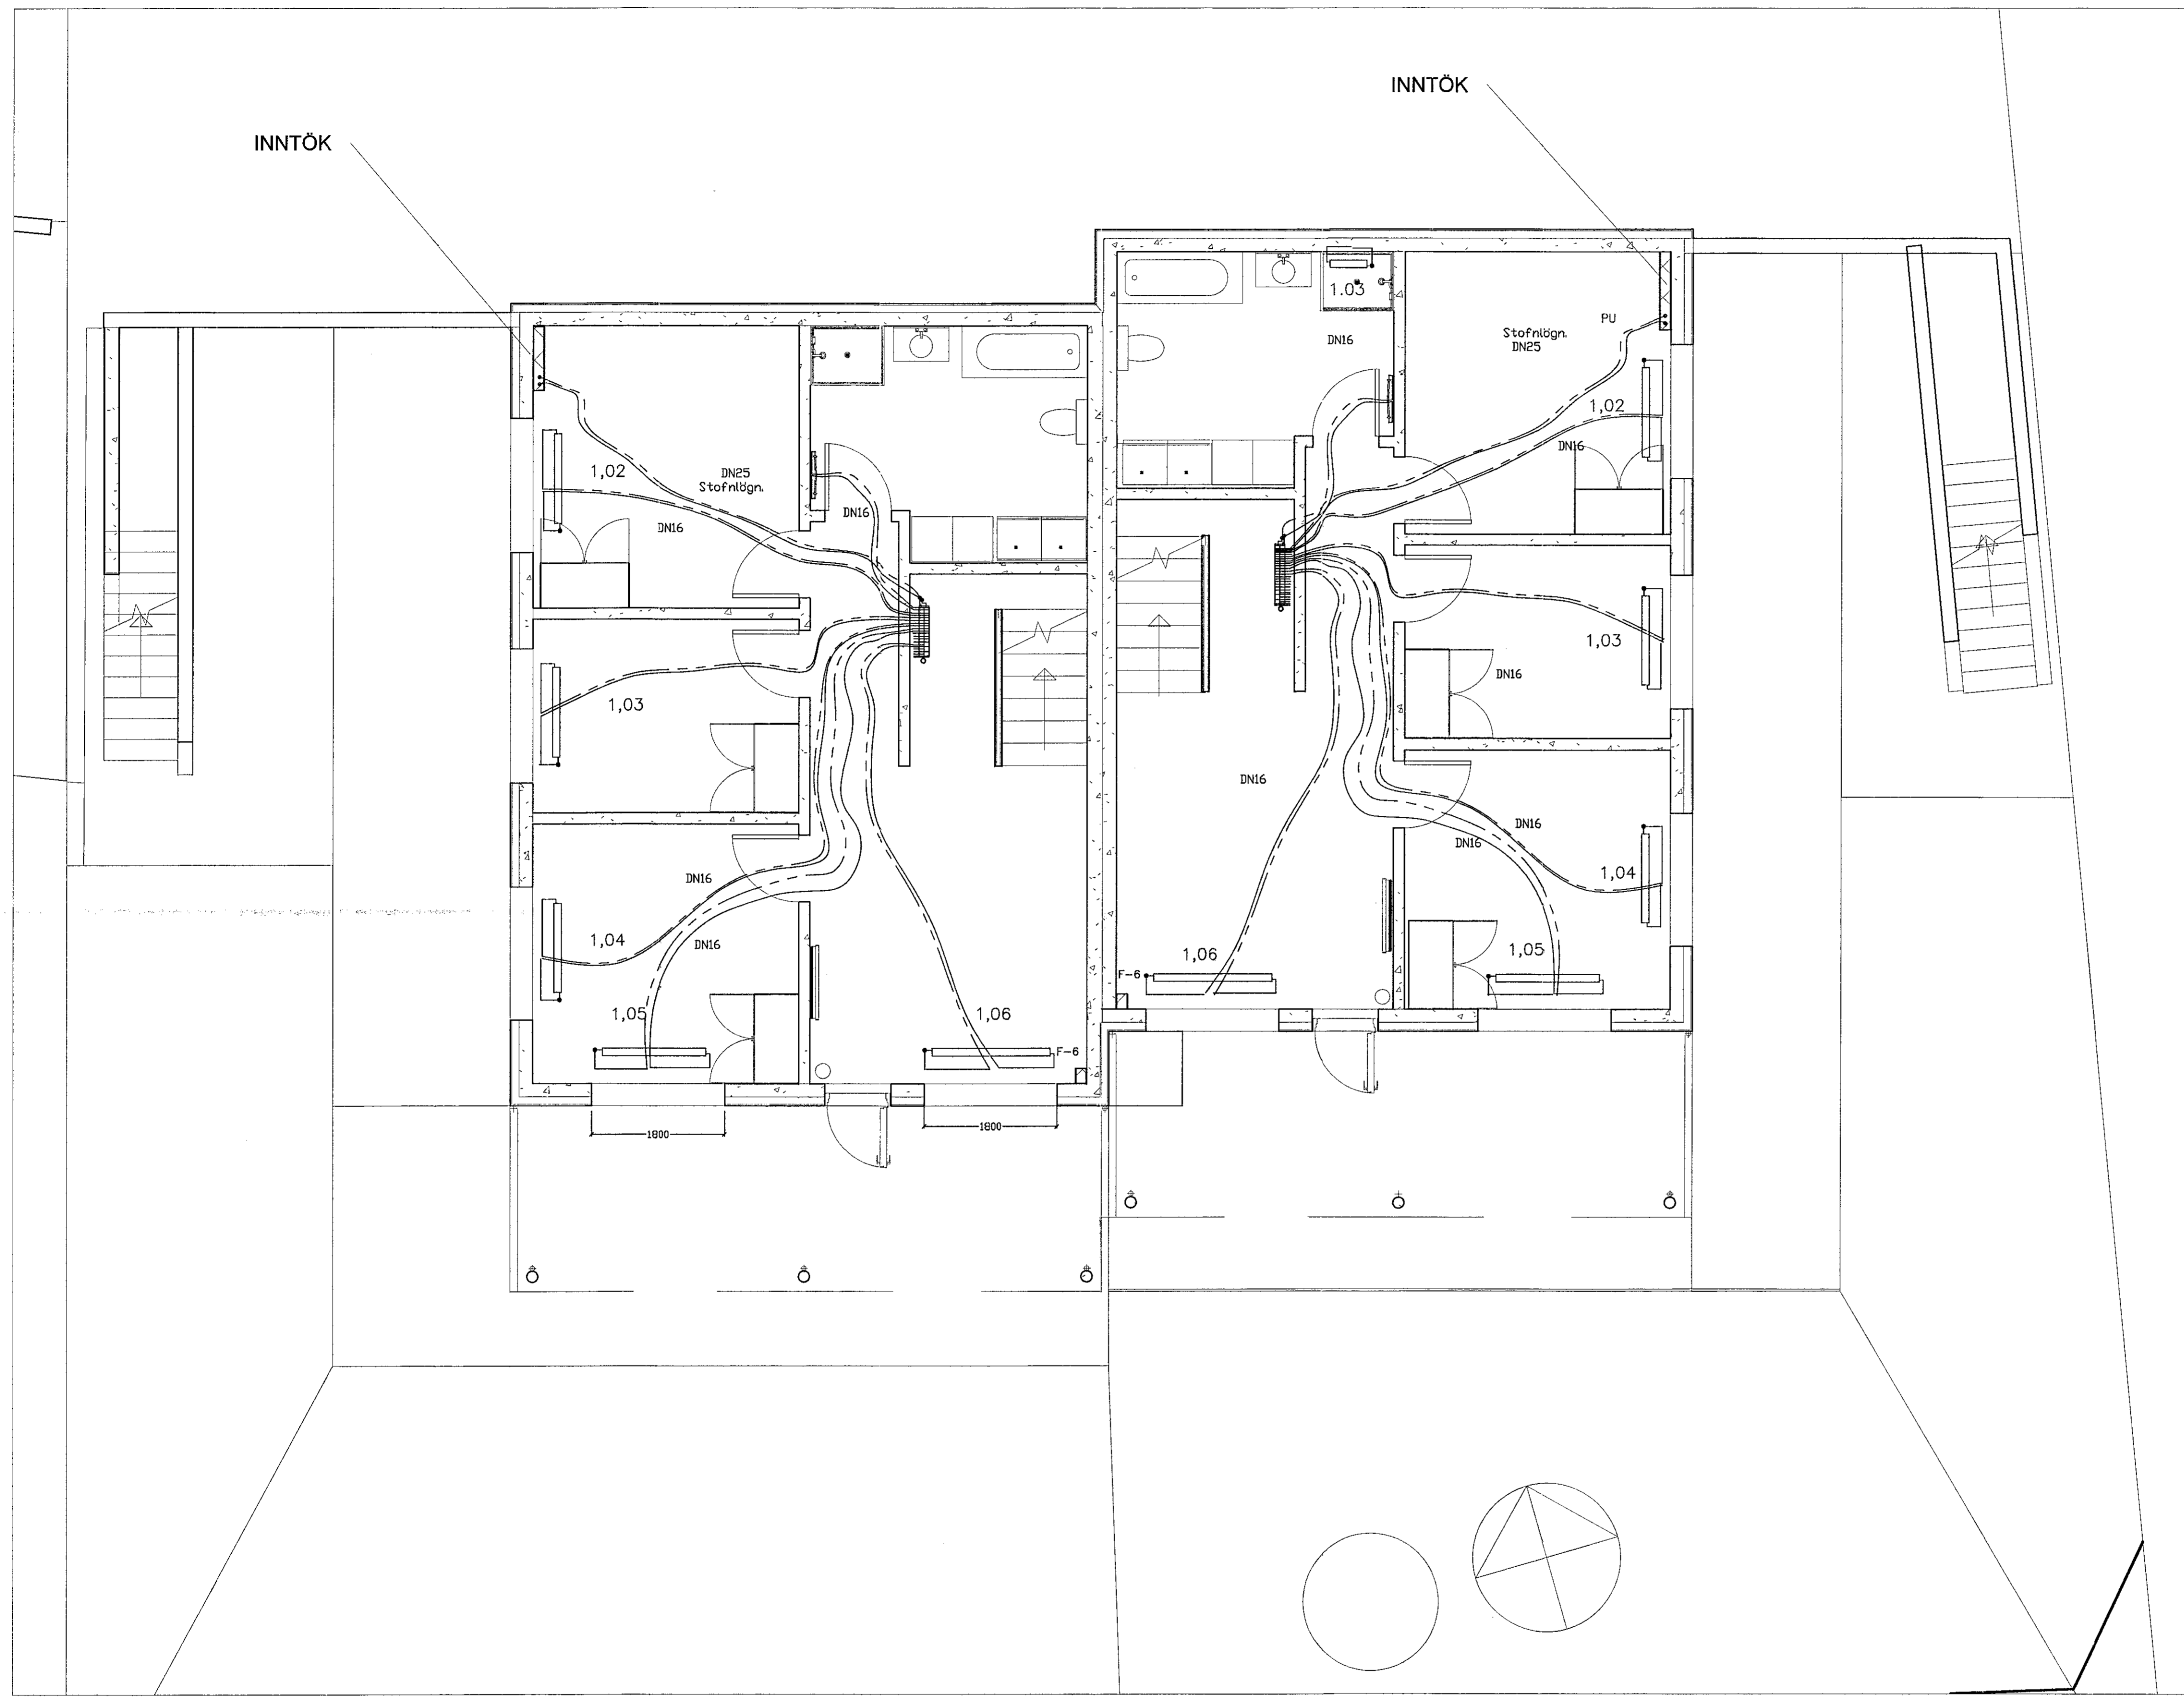 INNTÖK
INNTÖK
1.03
PU
Stofnlögn.
DN25
DN16
1,02
DN16
1,02
DN25
Stofnlögn.
DN16
DN16
1,03
DN16
1,03
DN16
DN16
DN16
1,04
DN16
1,04
DN16
1,05
1,06
F-6
1,05
1,06
F-6
1800
1800